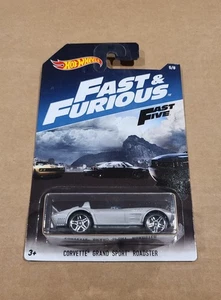 Hot Wheels
5/8
FAST & FURIOUS
FAST FIVE
CORVETTE GRAND SPORT ROADSTER
3+